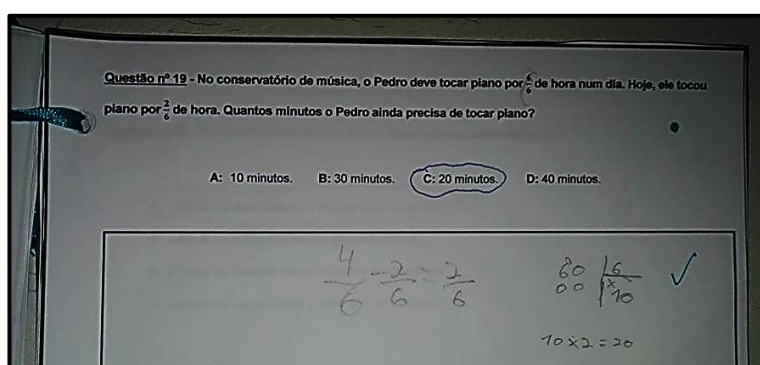 Questão nº 19 - No conservatório de música, o Pedro deve tocar piano por 4/6 de hora num dia. Hoje, ele tocou
piano por 2/6 de hora. Quantos minutos o Pedro ainda precisa de tocar piano?
A: 10 minutos. B: 30 minutos. C: 20 minutos. D: 40 minutos.
4/6 - 2/6 = 2/6
60 6
00 x 10
10 x 2 = 20